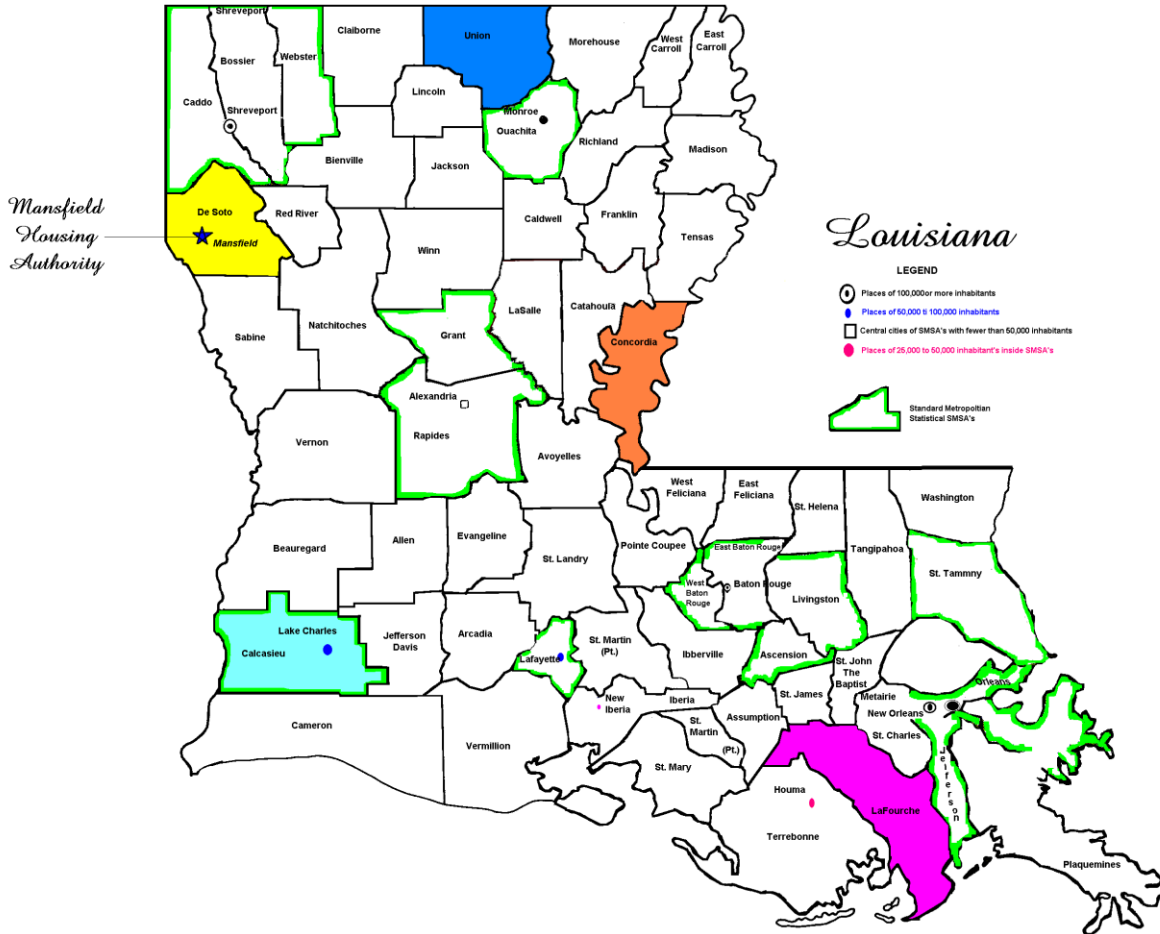 Shreveport
Claiborne
Union
Morehouse
West
Carroll
East
Carroll
Bossier
Webster
Caddo
Shreveport
Lincoln
Monroe
Ouachita
Richland
Madison
Bienville
Jackson
Mansfield
Housing
Authority
De Soto
Mansfield
Red River
Caldwell
Franklin
Tensas
Winn
Louisiana
LEGEND
Places of 100,000or more inhabitants
Places of 50,000 ti 100,000 inhabitants
Central cities of SMSA's with fewer than 50,000 inhabitants
Places of 25,000 to 50,000 inhabitant's inside SMSA's
Standard Metropoltian
Statistical SMSA's
Sabine
Natchitoches
Grant
LaSalle
Catahoula
Concordia
Alexandria
Rapides
Vernon
Avoyelles
West
Feliciana
East
Feliciana
St. Helena
Washington
Beauregard
Allen
Evangeline
St. Landry
Pointe Coupee
East Baton Rouge
Tangipahoa
St. Tammny
West
Baton
Rouge
Baton Rouge
Livingston
Lake Charles
Calcasieu
Jefferson
Davis
Arcadia
Lafayette
St. Martin
(Pt.)
Ibberville
Ascension
St. John
The
Baptist
Orleans
Cameron
Vermillion
New
Iberia
Iberia
St.
Martin
(Pt.)
Assumption
St. James
Metairie
New Orleans
St. Charles
Jefferson
St. Mary
Houma
Terrebonne
LaFourche
Plaquemines